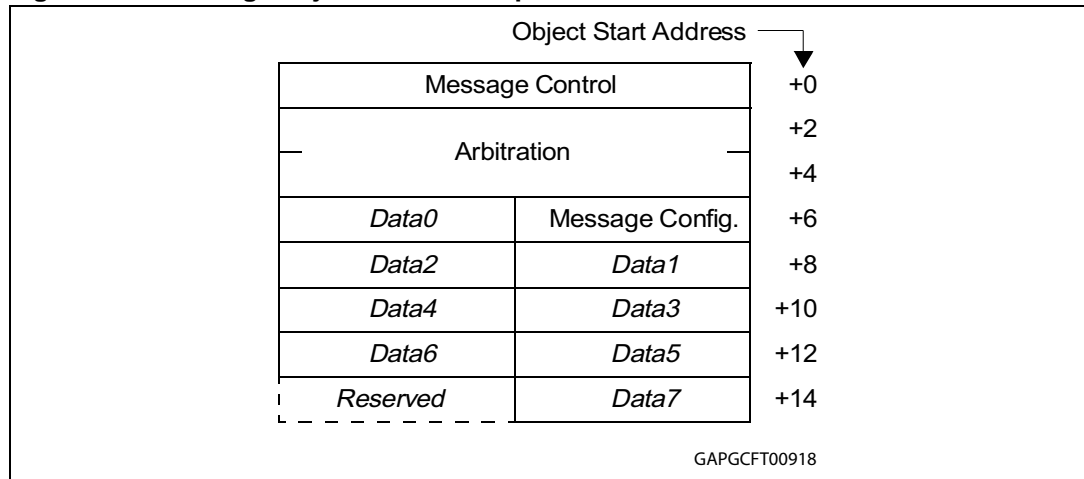 Object Start Address
Message Control +0
+2
Arbitration
+4
Data0 Message Config. +6
Data2 Data1 +8
Data4 Data3 +10
Data6 Data5 +12
Reserved Data7 +14
GAPGCFT00918